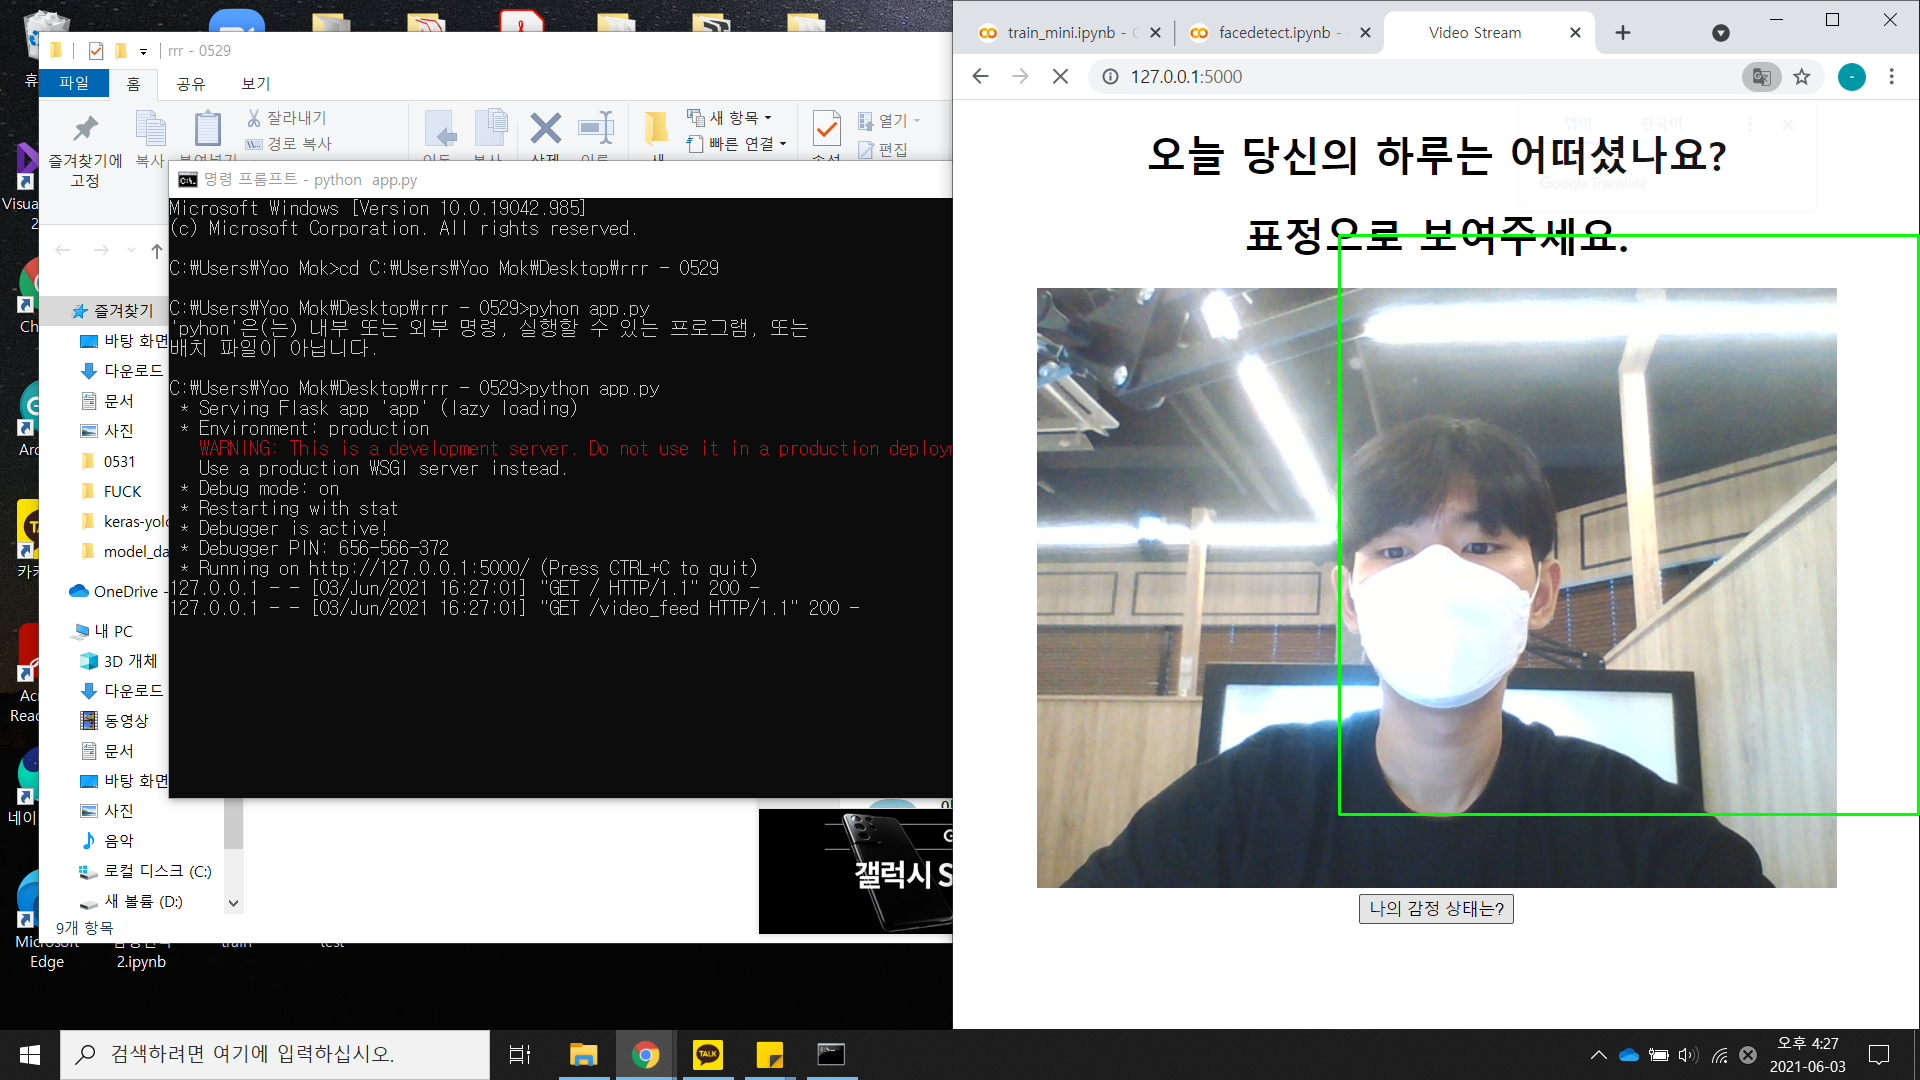 휴
rrr - 0529
파일
홈
공유
보기
즐겨찾기에
고정
복사
잘라내기
경로 복사
새 항목
빠른 연결
열기
편집
명령 프롬프트 - python  app.py
Microsoft Windows [Version 10.0.19042.985]
(c) Microsoft Corporation. All rights reserved.
C:₩Users₩Yoo Mok>cd C:₩Users₩Yoo Mok₩Desktop₩rrr - 0529
C:₩Users₩Yoo Mok₩Desktop₩rrr - 0529>pyhon app.py
'pyhon'은(는) 내부 또는 외부 명령, 실행할 수 있는 프로그램, 또는
배치 파일이 아닙니다.
C:₩Users₩Yoo Mok₩Desktop₩rrr - 0529>python app.py
* Serving Flask app 'app' (lazy loading)
* Environment: production
WARNING: This is a development server. Do not use it in a production deploy
Use a production WSGI server instead.
* Debug mode: on
* Restarting with stat
* Debugger is active!
* Debugger PIN: 656-566-372
* Running on http://127.0.0.1:5000/ (Press CTRL+C to quit)
127.0.0.1 - - [03/Jun/2021 16:27:01] "GET / HTTP/1.1" 200 -
127.0.0.1 - - [03/Jun/2021 16:27:01] "GET /video_feed HTTP/1.1" 200 -
Visua
2
Ch
Arc
카
Acr
Read
네이
즐겨찾기
바탕 화면
다운로드
문서
사진
0531
FUCK
keras-yolo
model_da
OneDrive -
내 PC
3D 개체
다운로드
동영상
문서
바탕 화면
사진
음악
로컬 디스크 (C:)
새 볼륨 (D:)
9개 항목
갤럭시 S
Microsoft
Edge
2.ipynb
train
test
train_mini.ipynb - C
facedetect.ipynb -
Video Stream
127.0.0.1:5000
영어
한국어
Google Translate
오늘 당신의 하루는 어떠셨나요?
표정으로 보여주세요.
나의 감정 상태는?
검색하려면 여기에 입력하십시오.
TALK
오후 4:27
2021-06-03